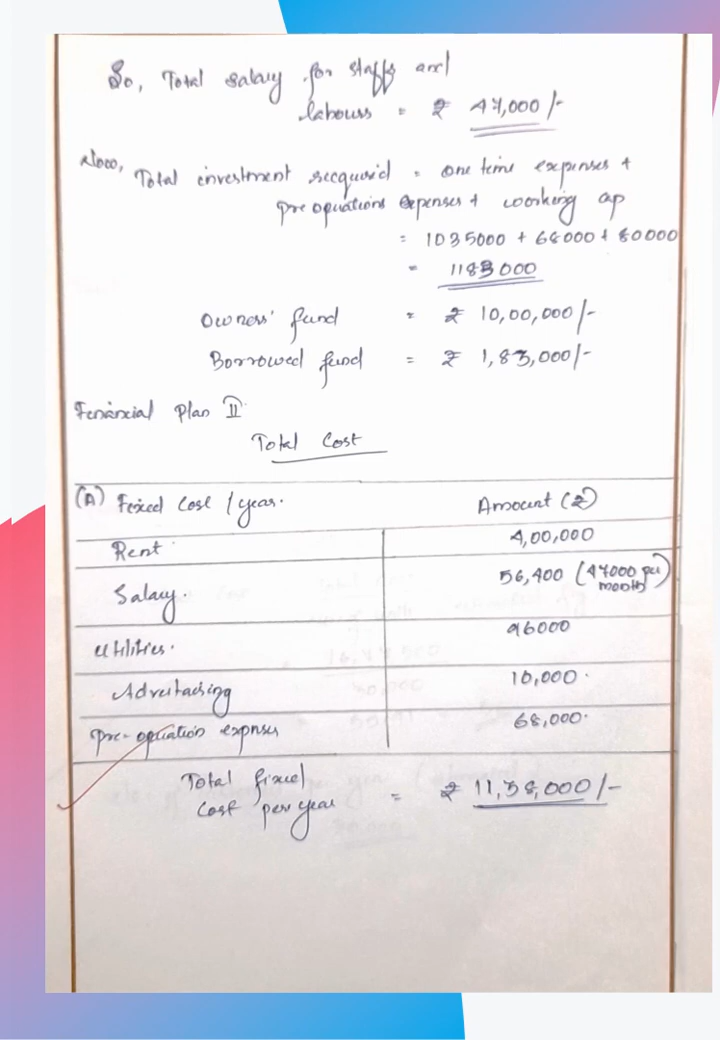 So, Total salary for staffs and
labourss = ₹ 47,000/-
Also, Total investment recquired = one time expenses +
Pre operations expenses + working cap
= 1035000 + 68000 + 80000
= 1183000
Owners' fund = ₹ 10,00,000/-
Borrowed fund = ₹ 1,83,000/-
Financial Plan II
Total Cost
(A) Fixed Cost / year. Amount (₹)
Rent 4,00,000
Salary. 56,400 (47000 per month)
Utilities. 96000
Advertising 10,000.
Pre-operation expnses 68,000.
Total fixed
Cost per year = ₹ 11,38,000/-